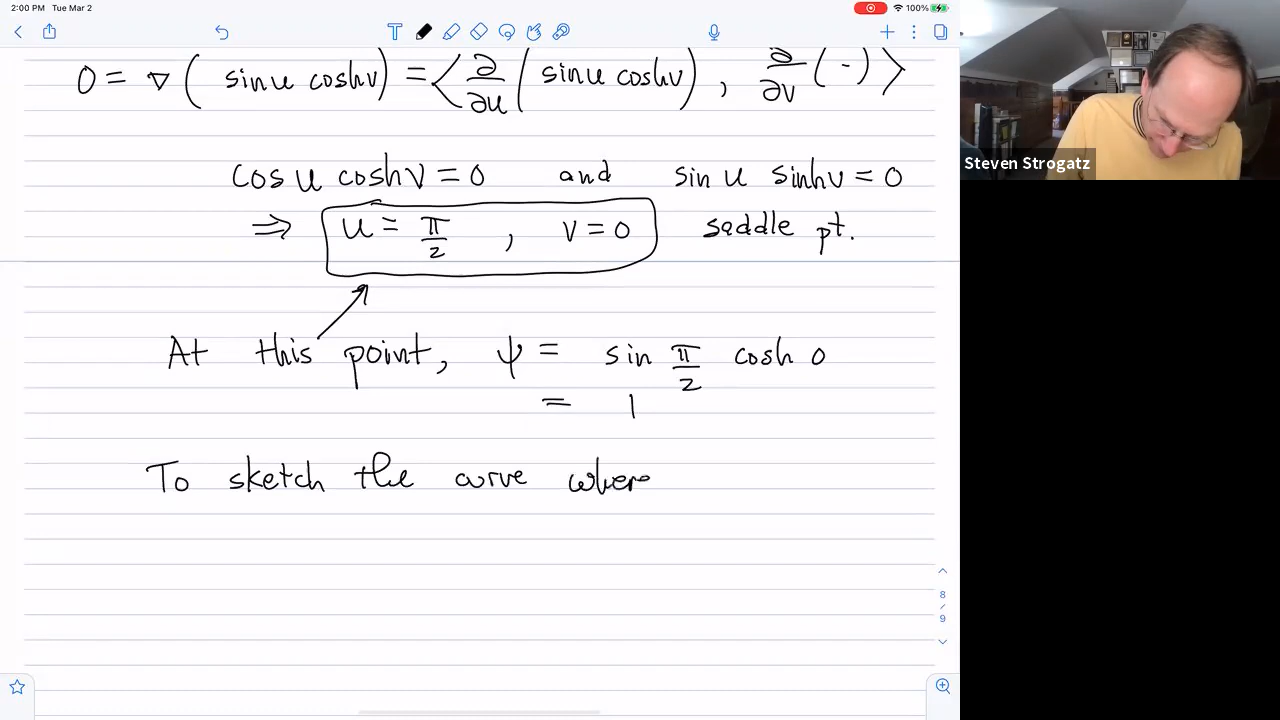 2:00 PM Tue Mar 2
100%
0 = ∇ ( sin u cosh v ) = < ∂/∂u ( sin u cosh v ) , ∂/∂v ( - ) >
cos u cosh v = 0 and sin u sinh v = 0
⇒ u = π/2 , v = 0 saddle pt.
At this point, ψ = sin π/2 cosh 0
= 1
To sketch the curve where
Steven Strogatz
T
8
/
9